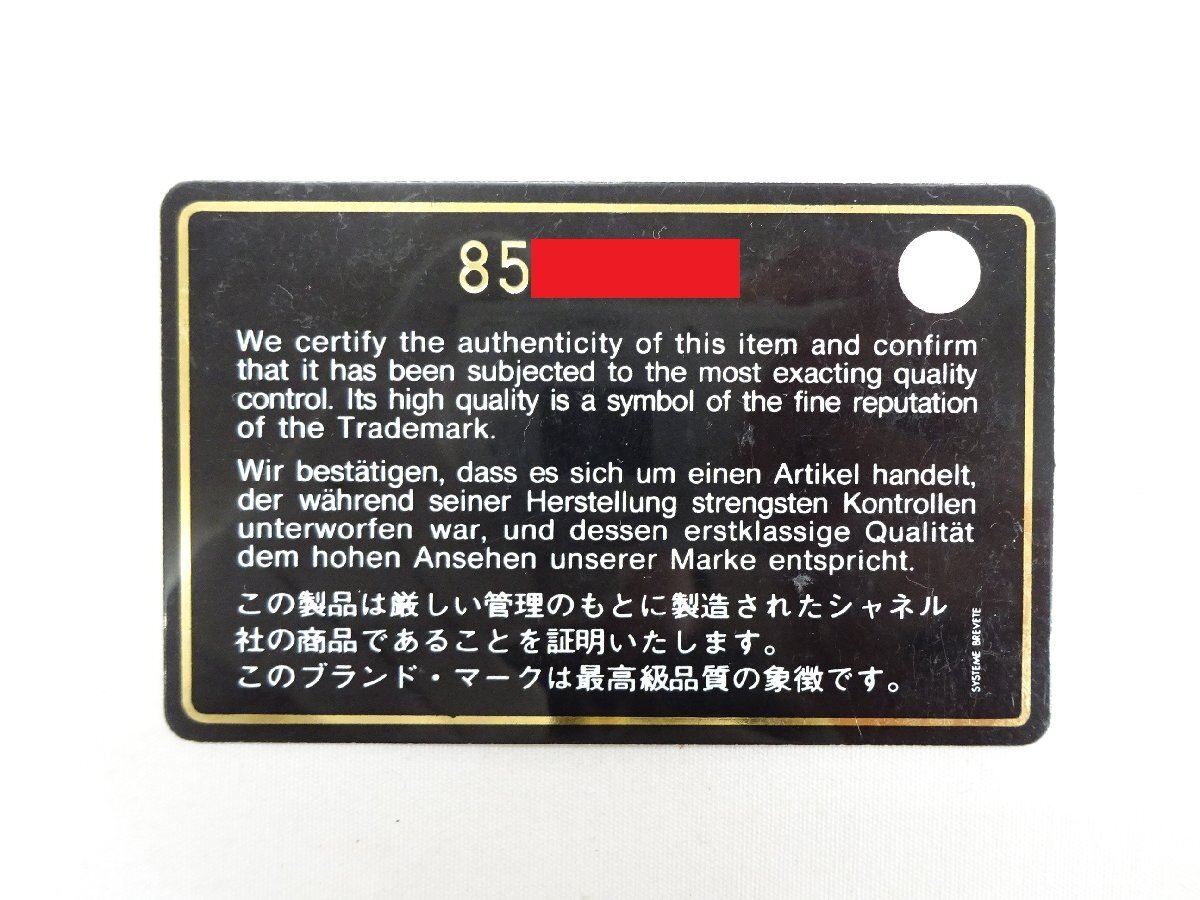 85
We certify the authenticity of this item and confirm
that it has been subjected to the most exacting quality
control. Its high quality is a symbol of the fine reputation
of the Trademark.
Wir bestätigen, dass es sich um einen Artikel handelt,
der während seiner Herstellung strengsten Kontrollen
unterworfen war, und dessen erstklassige Qualität
dem hohen Ansehen unserer Marke entspricht.
この製品は厳しい管理のもとに製造されたシャネル
社の商品であることを証明いたします。
このブランド・マークは最高級品質の象徴です。
SYSTEME BREVETE